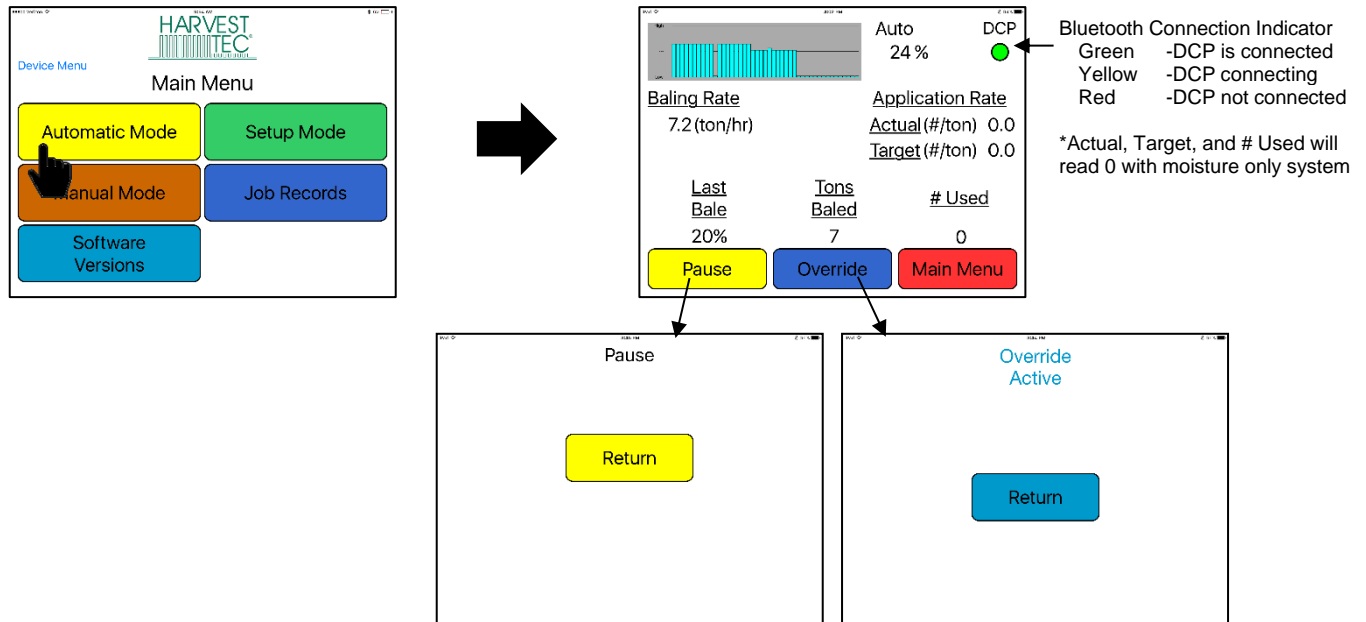 HARVEST
TEC
Device Menu
Main Menu
Automatic Mode
Setup Mode
Manual Mode
Job Records
Software
Versions
High
Low
Auto
24 %
DCP
Baling Rate
7.2 (ton/hr)
Application Rate
Actual (#/ton) 0.0
Target (#/ton) 0.0
Last
Bale
20%
Tons
Baled
7
# Used
0
Pause
Override
Main Menu
Bluetooth Connection Indicator
Green -DCP is connected
Yellow -DCP connecting
Red -DCP not connected
*Actual, Target, and # Used will
read 0 with moisture only system
Pause
Return
Override
Active
Return